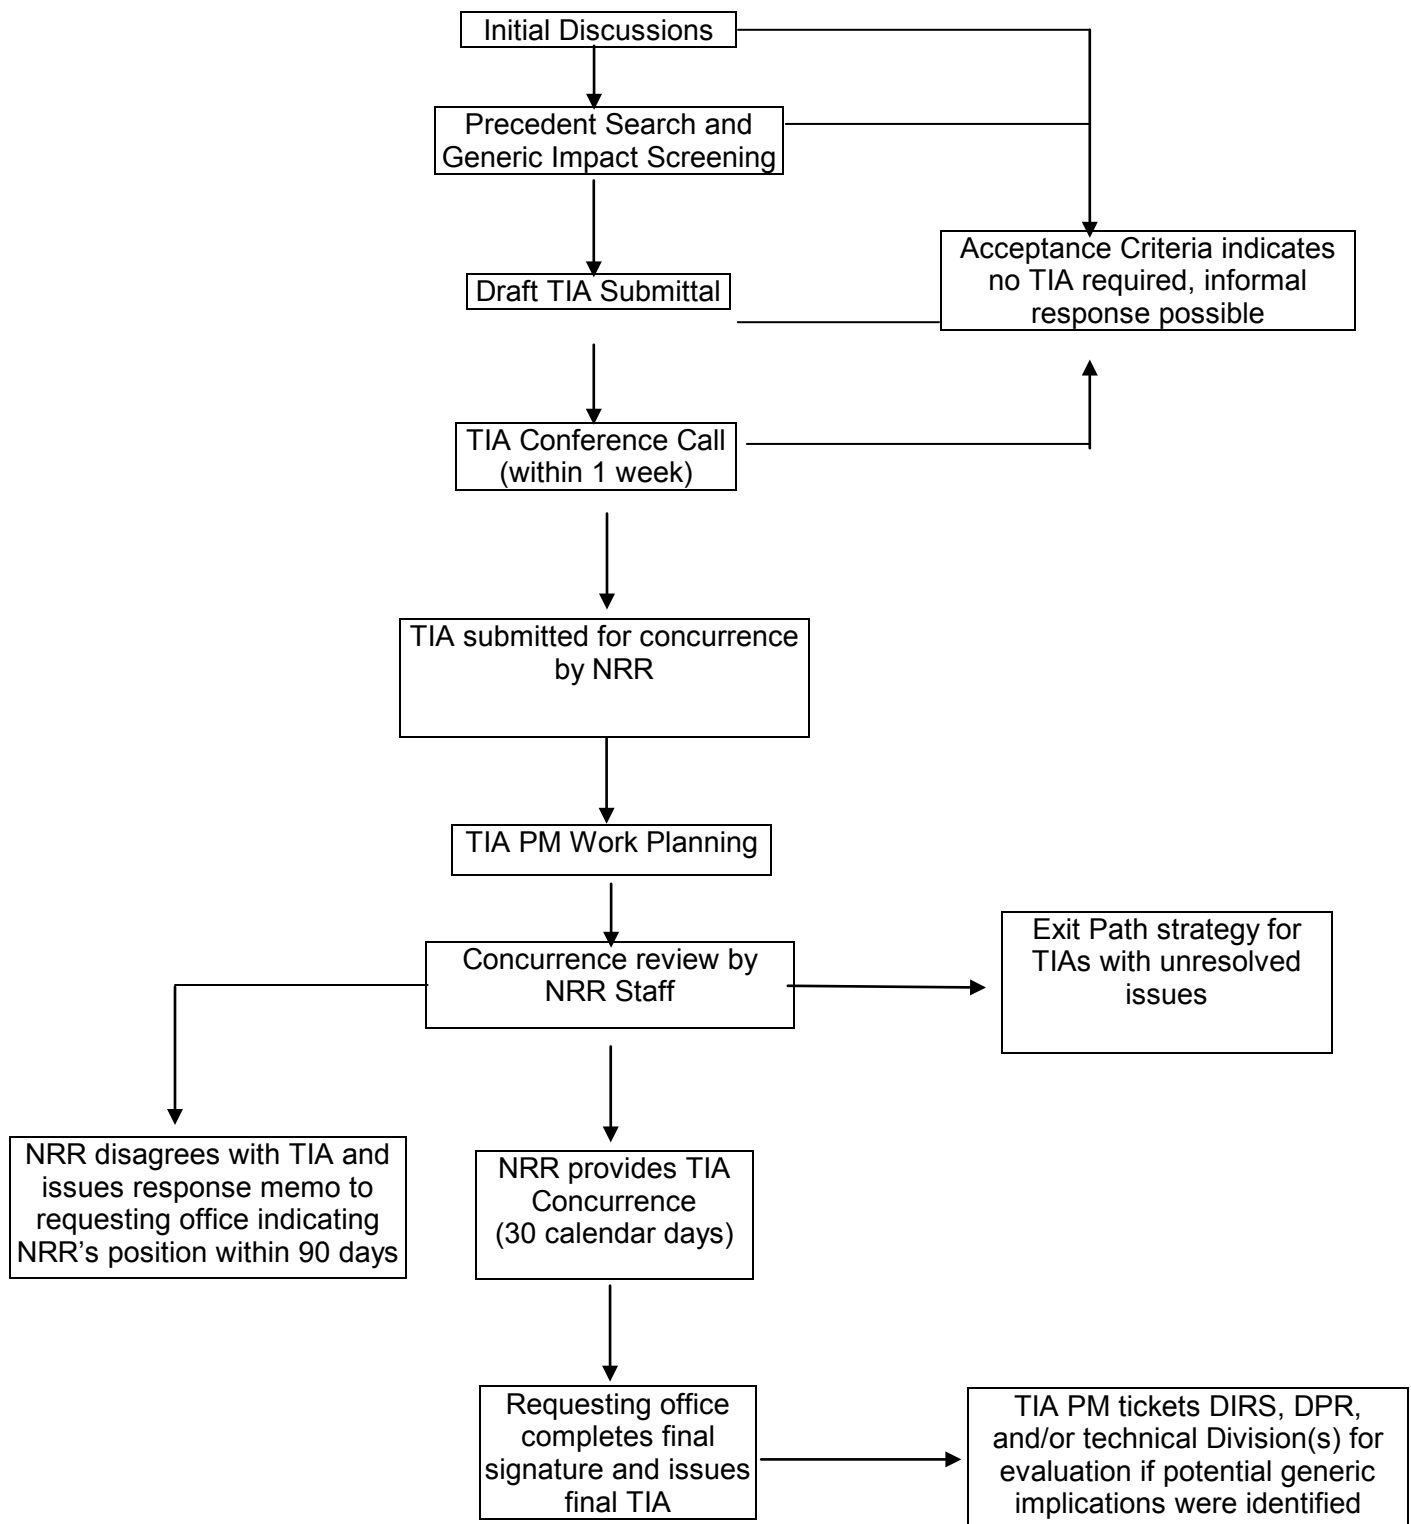 Initial Discussions
Precedent Search and
Generic Impact Screening
Acceptance Criteria indicates
no TIA required, informal
response possible
Draft TIA Submittal
TIA Conference Call
(within 1 week)
TIA submitted for concurrence
by NRR
TIA PM Work Planning
Concurrence review by
NRR Staff
Exit Path strategy for
TIAs with unresolved
issues
NRR disagrees with TIA and
issues response memo to
requesting office indicating
NRR’s position within 90 days
NRR provides TIA
Concurrence
(30 calendar days)
Requesting office
completes final
signature and issues
final TIA
TIA PM tickets DIRS, DPR,
and/or technical Division(s) for
evaluation if potential generic
implications were identified